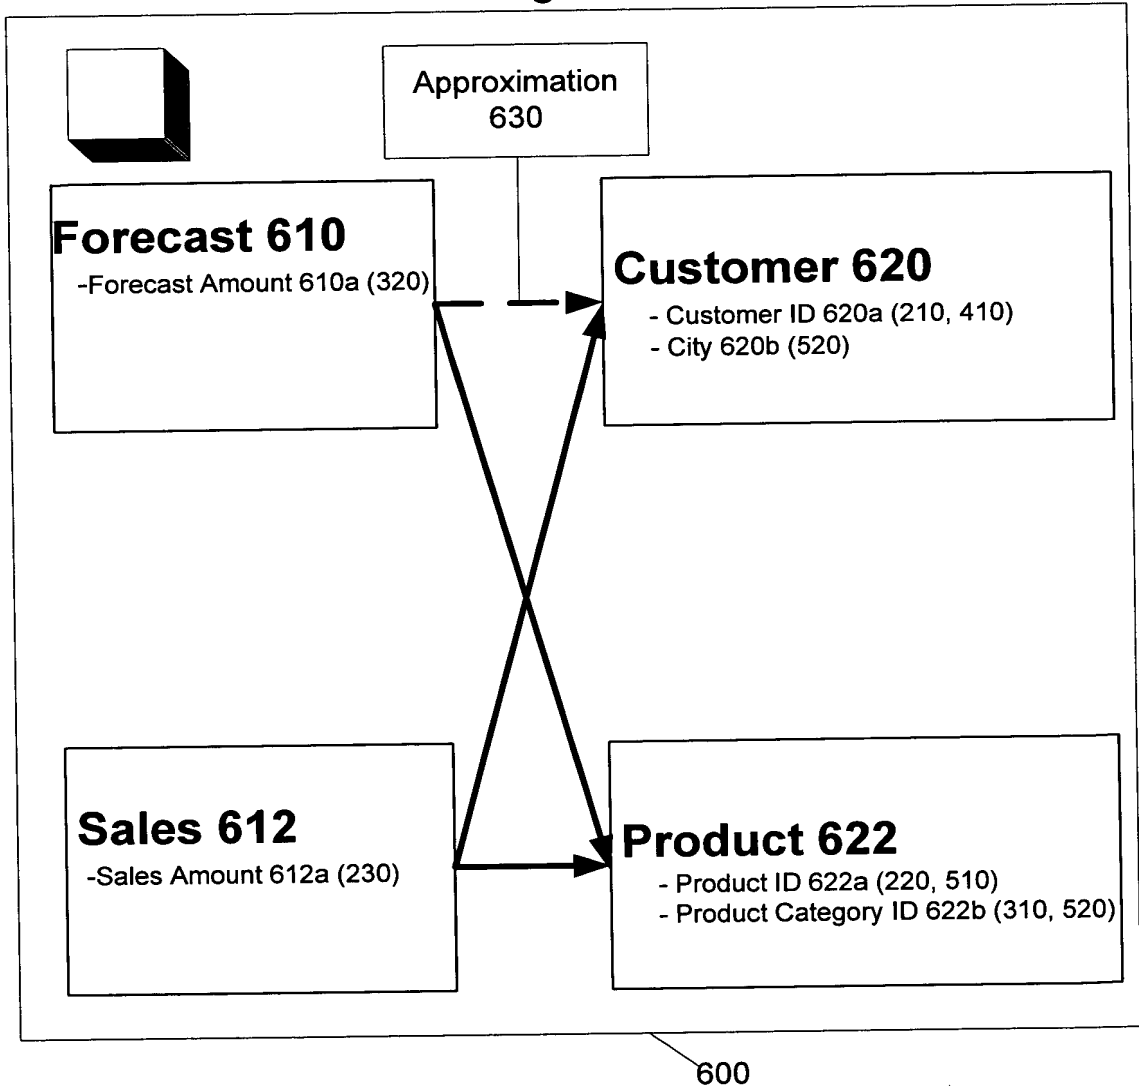 Approximation
630
Forecast 610
-Forecast Amount 610a (320)
Customer 620
- Customer ID 620a (210, 410)
- City 620b (520)
Sales 612
-Sales Amount 612a (230)
Product 622
- Product ID 622a (220, 510)
- Product Category ID 622b (310, 520)
600